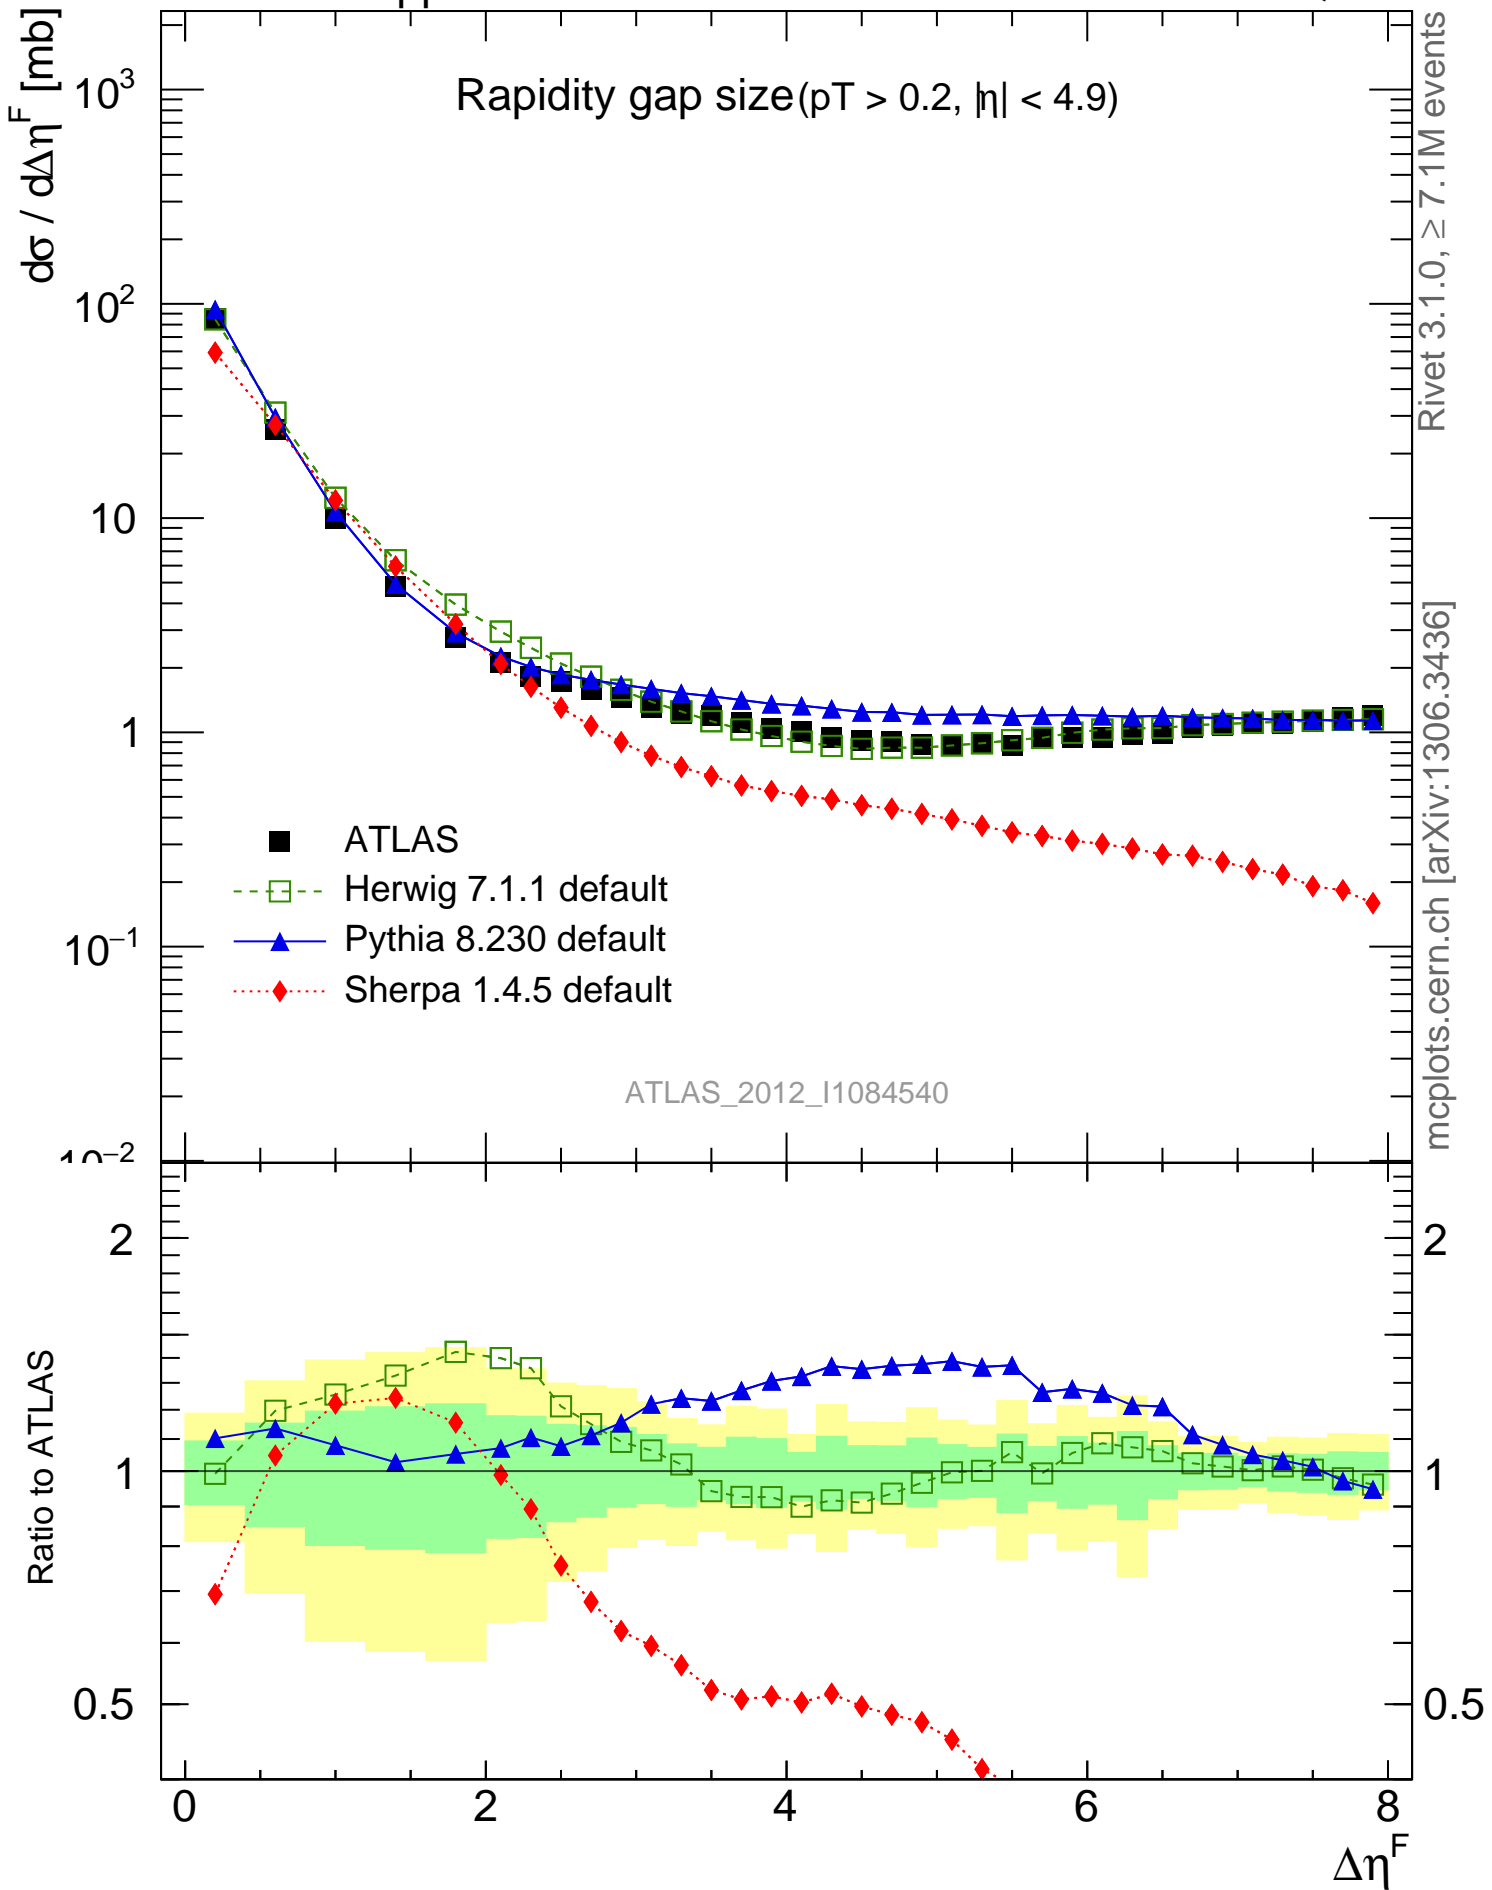 pp
dσ / dΔη^F [mb]
Rapidity gap size (pT > 0.2, |η| < 4.9)
10^3
10^2
10
1
10^−1
10^−2
ATLAS
Herwig 7.1.1 default
Pythia 8.230 default
Sherpa 1.4.5 default
ATLAS_2012_I1084540
Rivet 3.1.0, ≥ 7.1M events
mcplots.cern.ch [arXiv:1306.3436]
Ratio to ATLAS
2
1
0.5
2
1
0.5
0 2 4 6 8
Δη^F